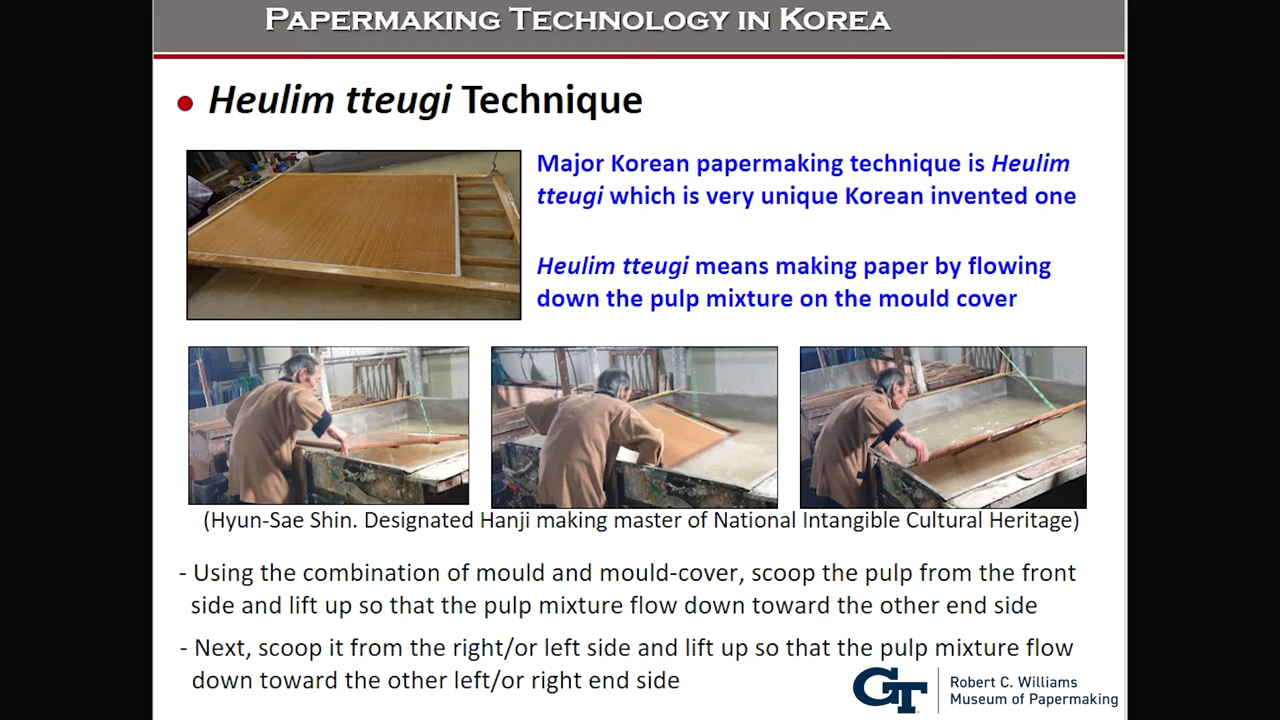 PAPERMAKING TECHNOLOGY IN KOREA
• Heulim tteugi Technique
Major Korean papermaking technique is Heulim
tteugi which is very unique Korean invented one
Heulim tteugi means making paper by flowing
down the pulp mixture on the mould cover
(Hyun-Sae Shin. Designated Hanji making master of National Intangible Cultural Heritage)
- Using the combination of mould and mould-cover, scoop the pulp from the front
side and lift up so that the pulp mixture flow down toward the other end side
- Next, scoop it from the right/or left side and lift up so that the pulp mixture flow
down toward the other left/or right end side
GT
Robert C. Williams
Museum of Papermaking